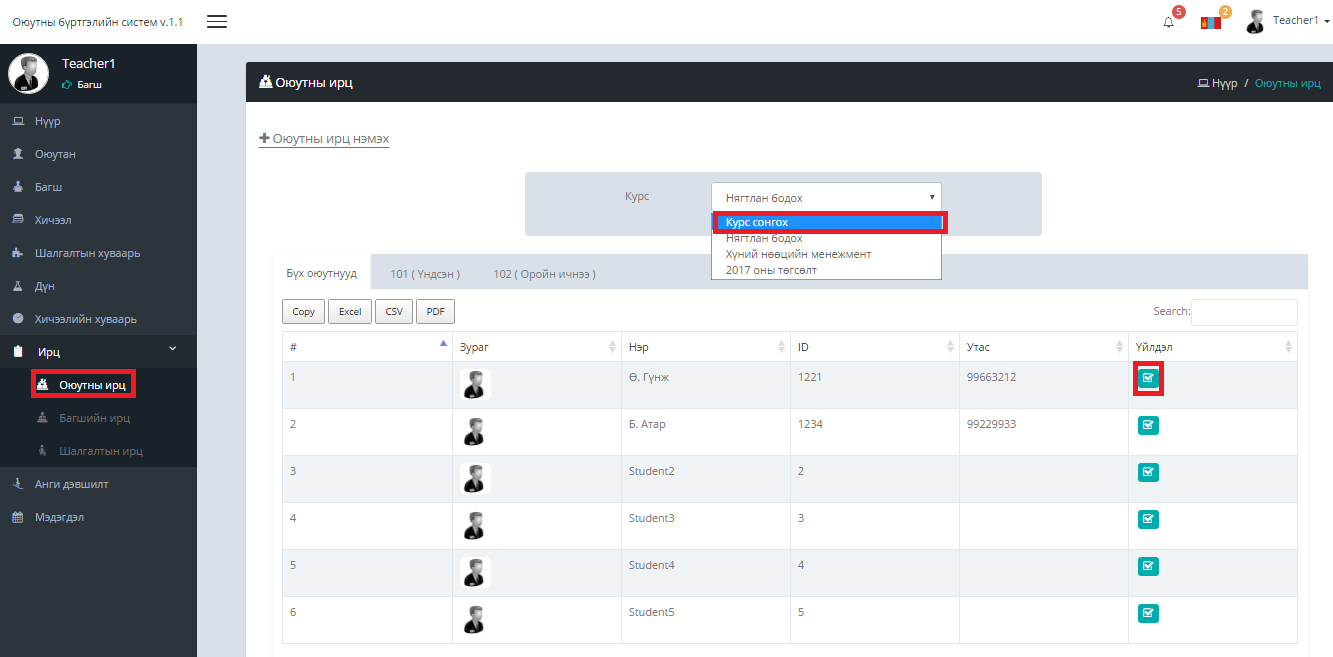 Оюутны бүртгэлийн систем v.1.1
5
2
Teacher1
Teacher1
Багш
Нүүр
Оюутан
Багш
Хичээл
Шалгалтын хуваарь
Дүн
Хичээлийн хуваарь
Ирц
Оюутны ирц
Багшийн ирц
Шалгалтын ирц
Анги дэвшилт
Мэдэгдэл
Оюутны ирц
Нүүр / Оюутны ирц
Оюутны ирц нэмэх
Курс
Нягтлан бодох
Курс сонгох
Нягтлан бодох
Хүний нөөцийн менежмент
2017 оны төгсөлт
Бүх оюутнууд 101 ( Үндсэн ) 102 ( Оройн ичнээ )
Copy Excel CSV PDF Search:
# Зураг Нэр ID Утас Үйлдэл
1 Ө. Гүнж 1221 99663212
2 Б. Атар 1234 99229933
3 Student2 2
4 Student3 3
5 Student4 4
6 Student5 5